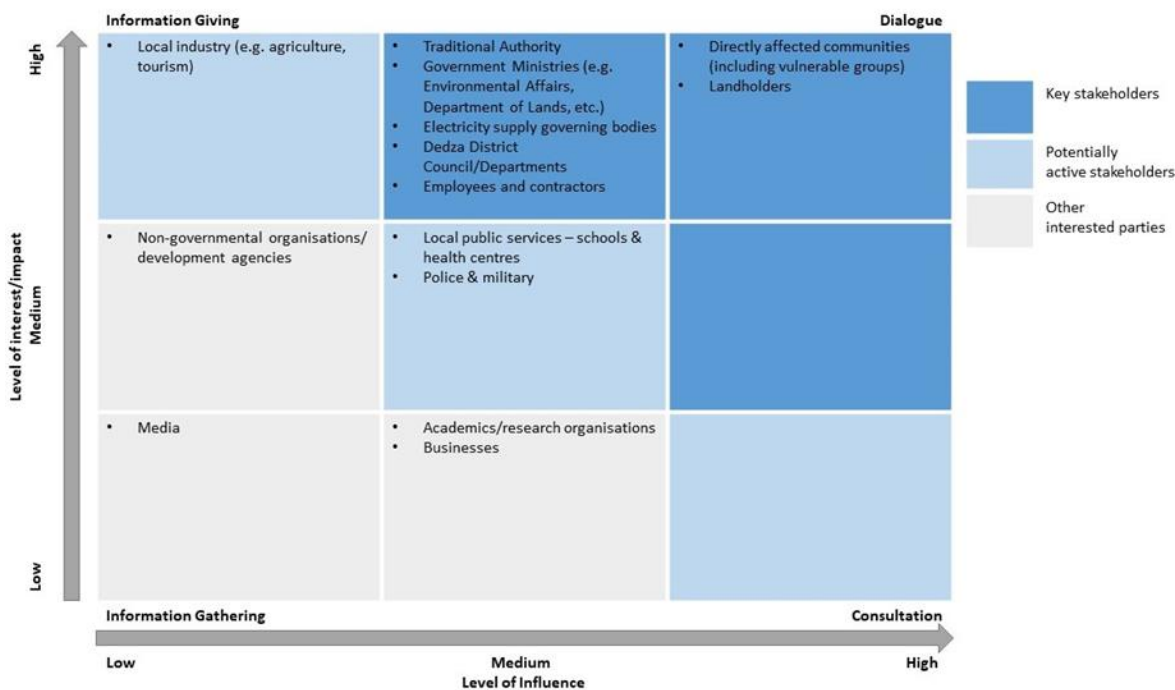 Information Giving
Dialogue
High
• Local industry (e.g. agriculture,
tourism)
• Traditional Authority
• Government Ministries (e.g.
Environmental Affairs,
Department of Lands, etc.)
• Electricity supply governing bodies
• Dedza District
Council/Departments
• Employees and contractors
• Directly affected communities
(including vulnerable groups)
• Landholders
Key stakeholders
Potentially
active stakeholders
Other
interested parties
Level of interest/impact
Medium
• Non-governmental organisations/
development agencies
• Local public services – schools &
health centres
• Police & military
• Media
• Academics/research organisations
• Businesses
Low
Information Gathering
Consultation
Low
Medium
High
Level of Influence